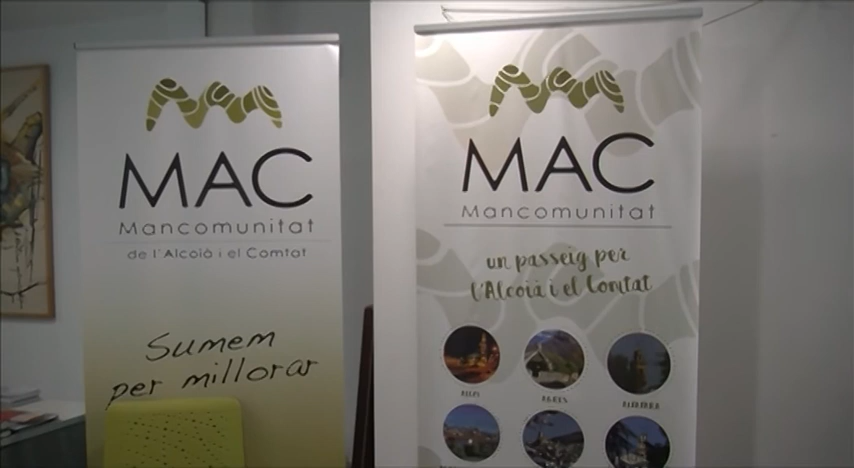 MAC
Mancomunitat
de l'Alcoià i el Comtat
Sumem
per millorar
MAC
Mancomunitat
un passeig per
l'Alcoià i el Comtat